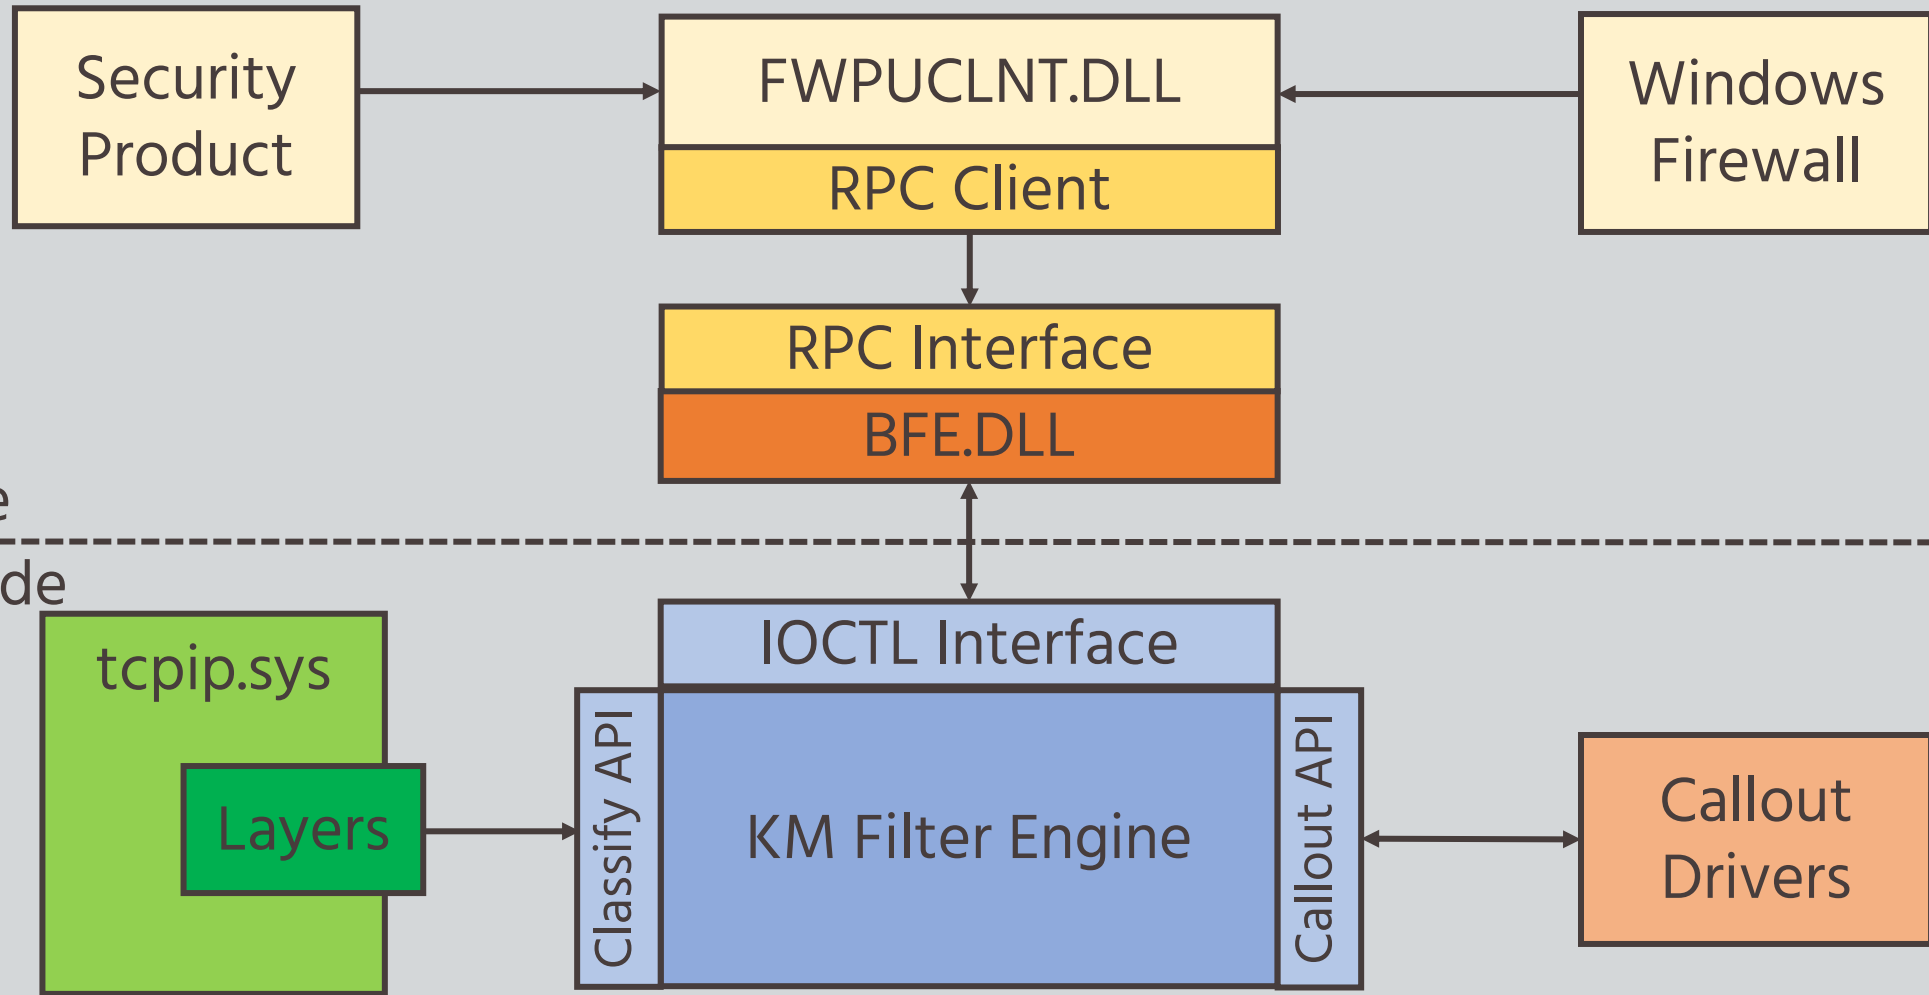 Security
Product
FWPUCLNT.DLL
RPC Client
Windows
Firewall
RPC Interface
BFE.DLL
tcpip.sys
Layers
Classify API
IOCTL Interface
KM Filter Engine
Callout API
Callout
Drivers